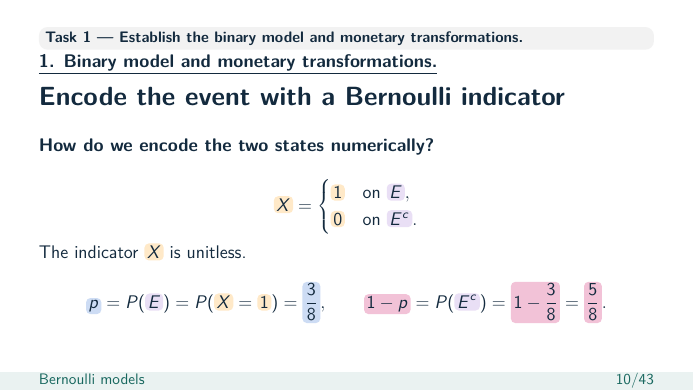 Task 1 — Establish the binary model and monetary transformations.
1. Binary model and monetary transformations.
Encode the event with a Bernoulli indicator
How do we encode the two states numerically?
X = { 1 on E,
0 on Eᶜ.
The indicator X is unitless.
p = P(E) = P(X = 1) = 3/8, 1 − p = P(Eᶜ) = 1 − 3/8 = 5/8.
Bernoulli models 10/43